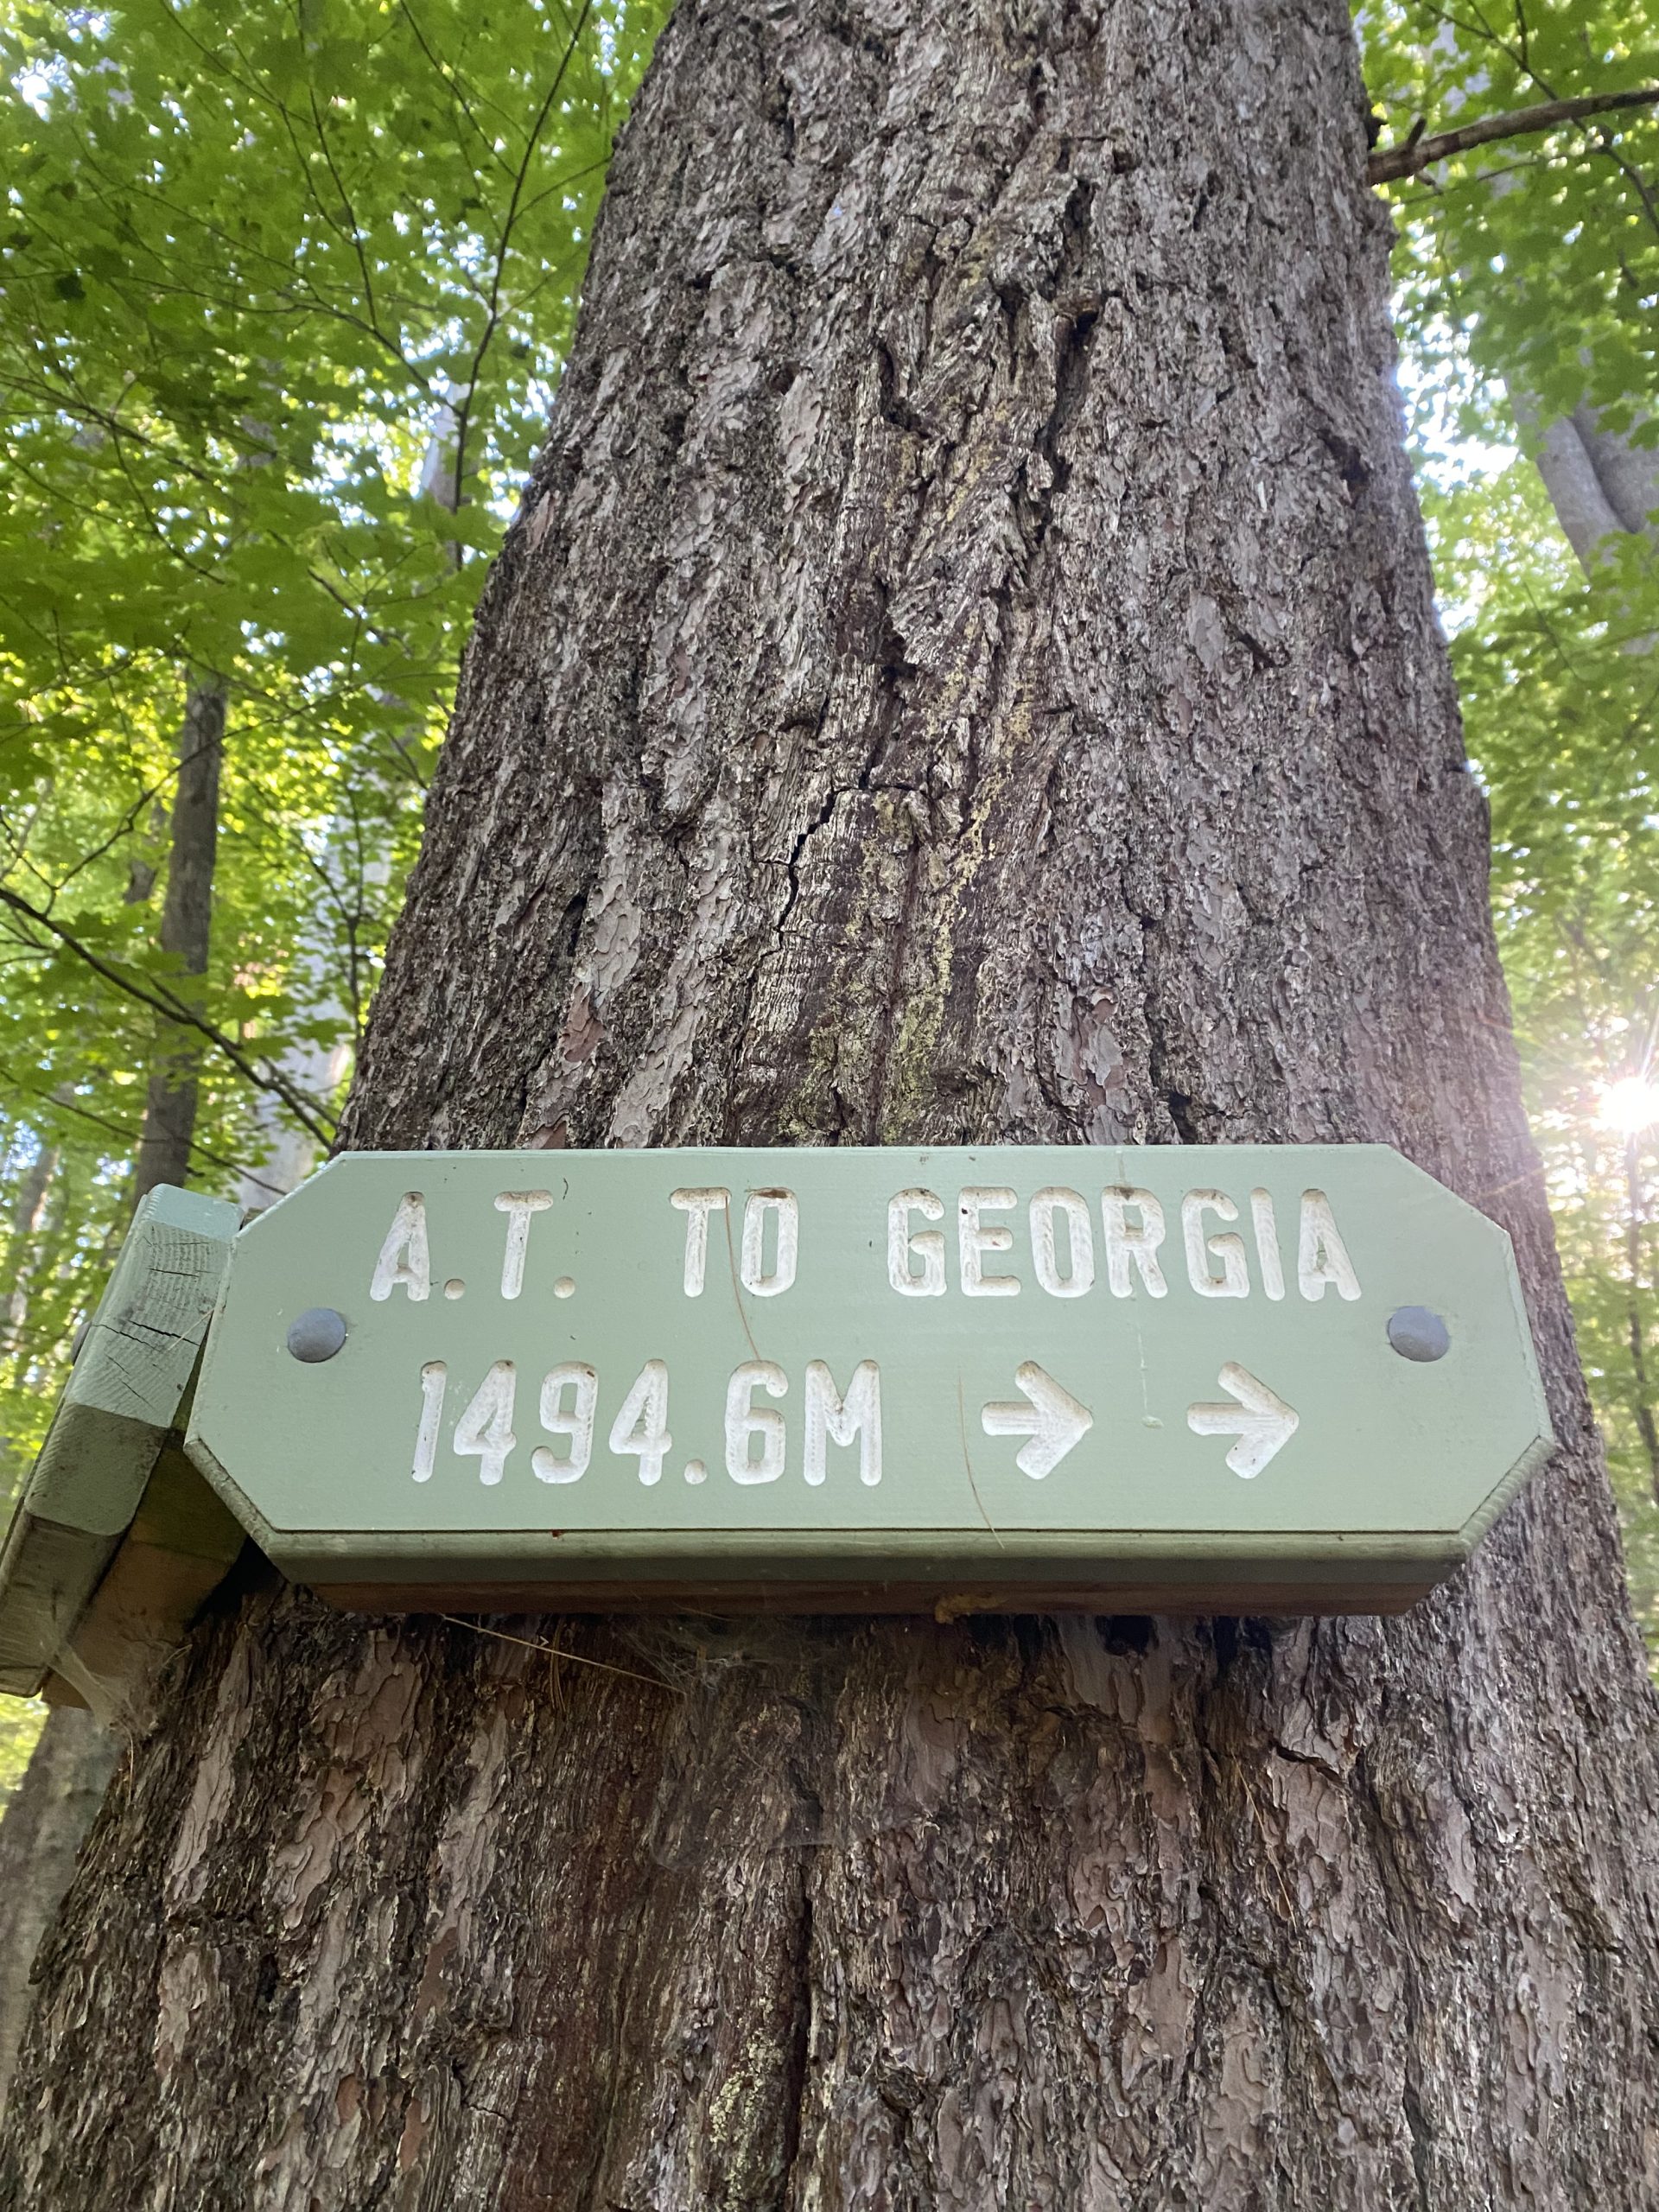 A.T. TO GEORGIA
1494.6M → →